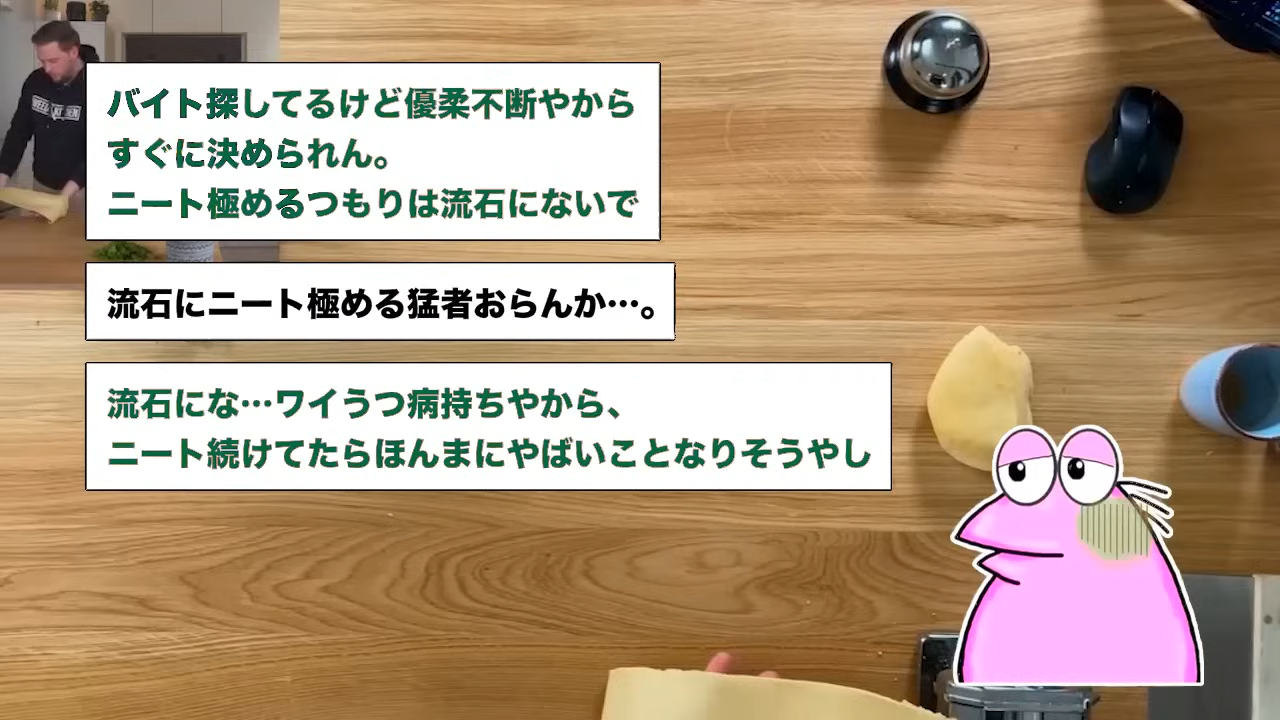 バイト探してるけど優柔不断やから
すぐに決められん。
ニート極めるつもりは流石にないで
流石にニート極める猛者おらんか…。
流石にな…ワイうつ病持ちやから、
ニート続けてたらほんまにやばいことなりそうやし